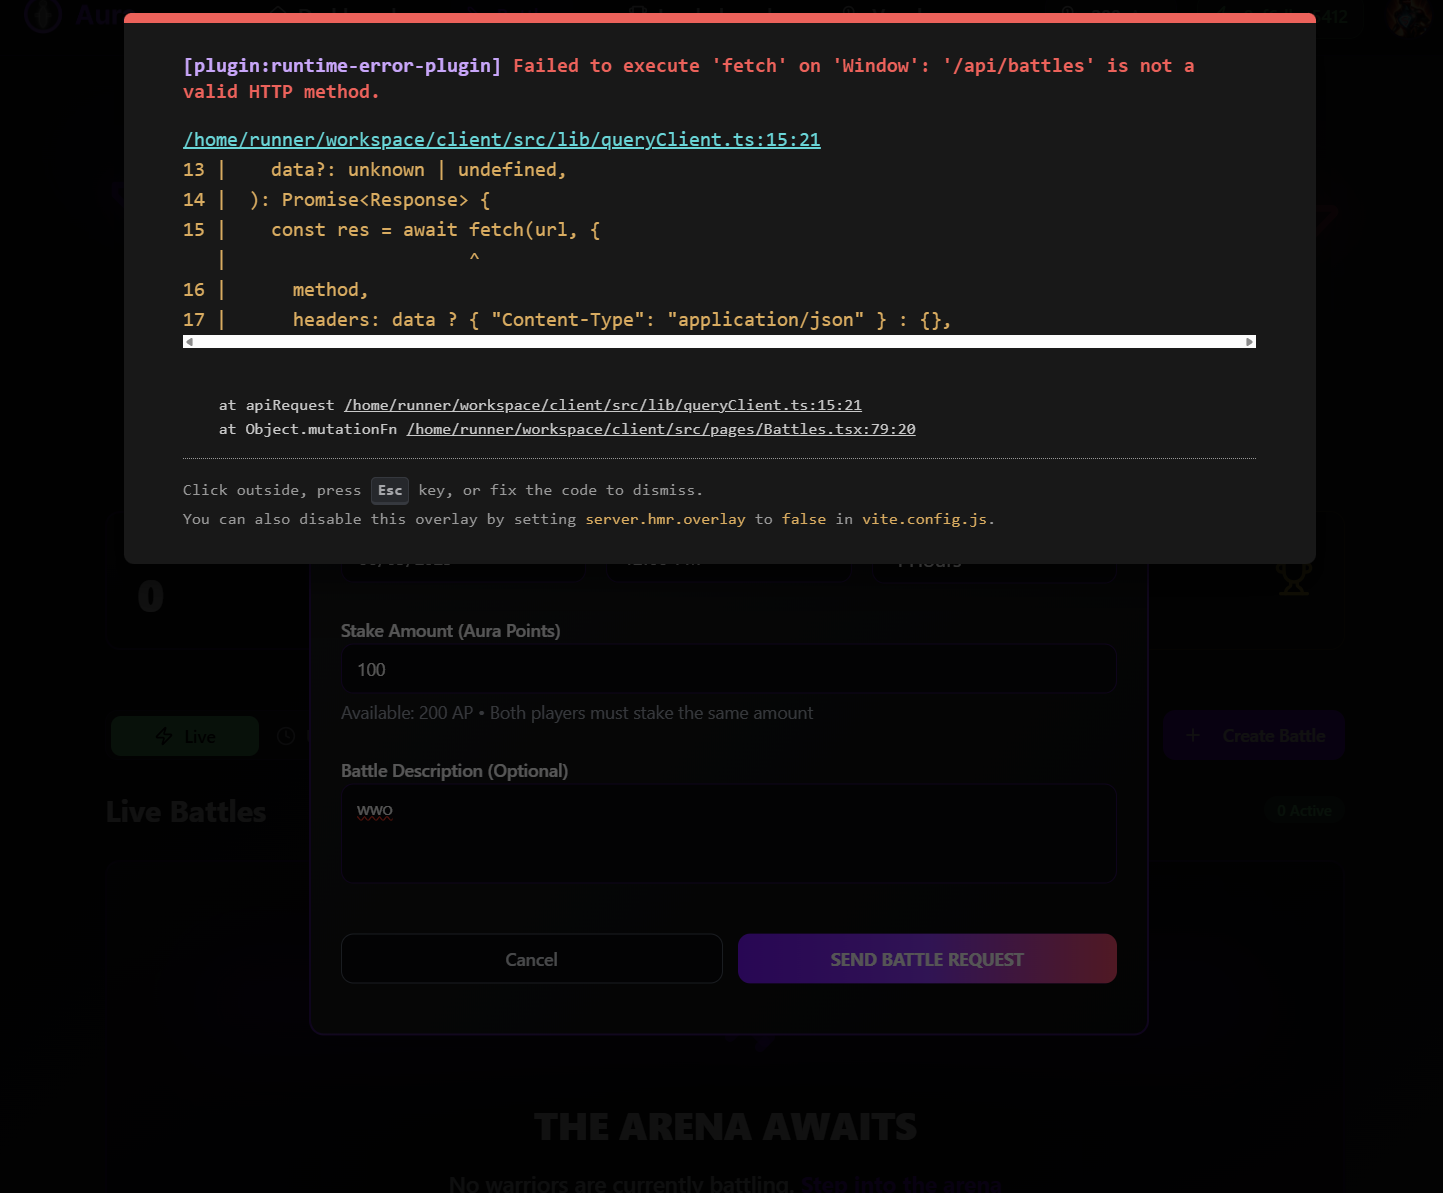 [plugin:runtime-error-plugin] Failed to execute 'fetch' on 'Window': '/api/battles' is not a
valid HTTP method.
/home/runner/workspace/client/src/lib/queryClient.ts:15:21
13 |    data?: unknown | undefined,
14 |  ): Promise<Response> {
15 |    const res = await fetch(url, {
|                      ^
16 |      method,
17 |      headers: data ? { "Content-Type": "application/json" } : {},
at apiRequest /home/runner/workspace/client/src/lib/queryClient.ts:15:21
at Object.mutationFn /home/runner/workspace/client/src/pages/Battles.tsx:79:20
Click outside, press Esc key, or fix the code to dismiss.
You can also disable this overlay by setting server.hmr.overlay to false in vite.config.js.
0
Stake Amount (Aura Points)
100
Available: 200 AP • Both players must stake the same amount
Live
Create Battle
Battle Description (Optional)
wwo
Live Battles
0 Active
Cancel
SEND BATTLE REQUEST
THE ARENA AWAITS
No warriors are currently battling. Step into the arena